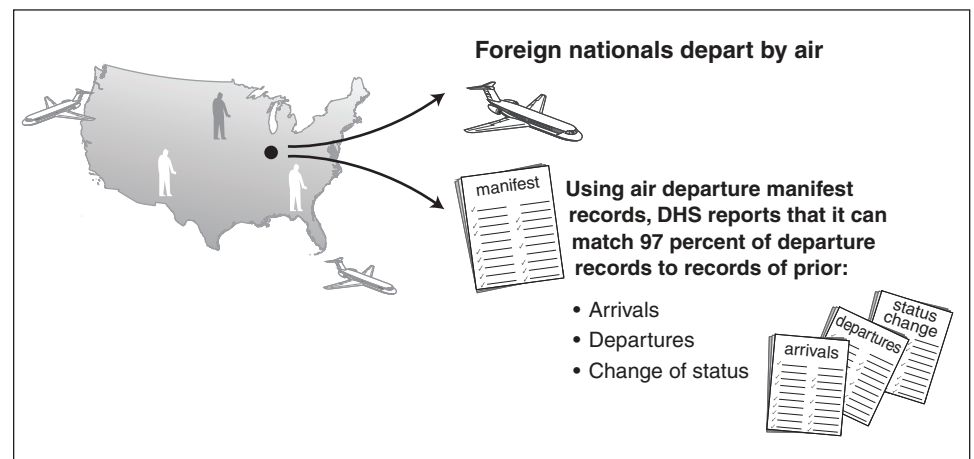 Foreign nationals depart by air
manifest
Using air departure manifest
records, DHS reports that it can
match 97 percent of departure
records to records of prior:
• Arrivals
• Departures
• Change of status
arrivals
departures
status
change